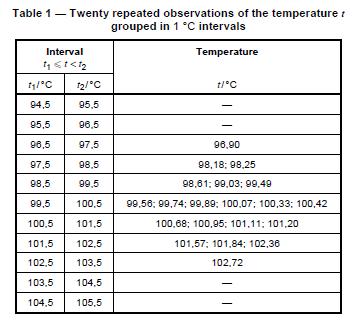 Table 1 — Twenty repeated observations of the temperature t
grouped in 1 °C intervals
Interval Temperature
t1 ⩽ t < t2
t1/°C t2/°C t/°C
94,5 95,5 —
95,5 96,5 —
96,5 97,5 96,90
97,5 98,5 98,18; 98,25
98,5 99,5 98,61; 99,03; 99,49
99,5 100,5 99,56; 99,74; 99,89; 100,07; 100,33; 100,42
100,5 101,5 100,68; 100,95; 101,11; 101,20
101,5 102,5 101,57; 101,84; 102,36
102,5 103,5 102,72
103,5 104,5 —
104,5 105,5 —